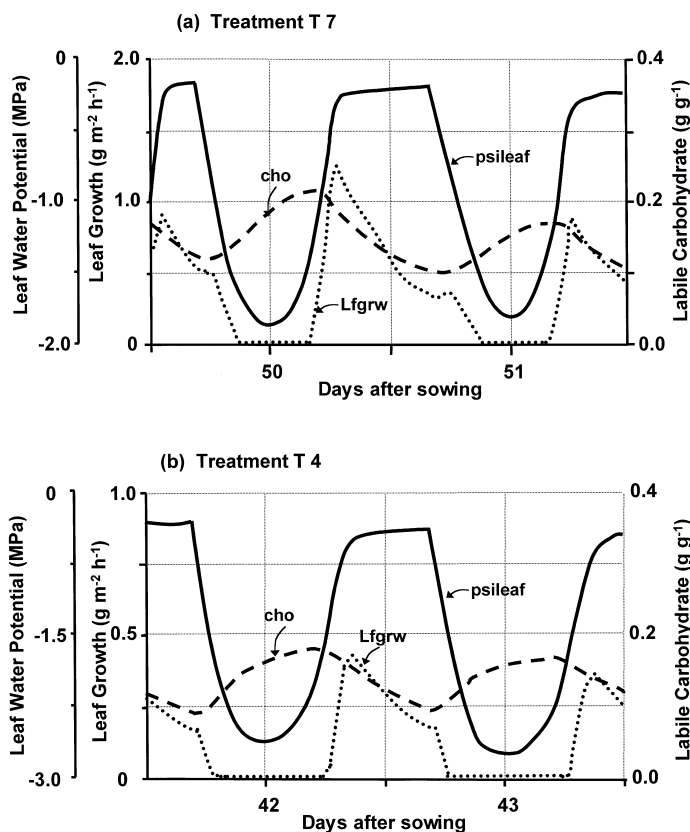 (a) Treatment T 7
Leaf Water Potential (MPa)
0
-1.0
-2.0
Leaf Growth (g m⁻² h⁻¹)
2.0
1.0
0
cho
psileaf
Lfgrw
0.4
0.2
0.0
Labile Carbohydrate (g g⁻¹)
50
51
Days after sowing
(b) Treatment T 4
Leaf Water Potential (MPa)
0
-1.5
-3.0
Leaf Growth (g m⁻² h⁻¹)
1.0
0.5
0
cho
Lfgrw
psileaf
0.4
0.2
0.0
Labile Carbohydrate (g g⁻¹)
42
43
Days after sowing